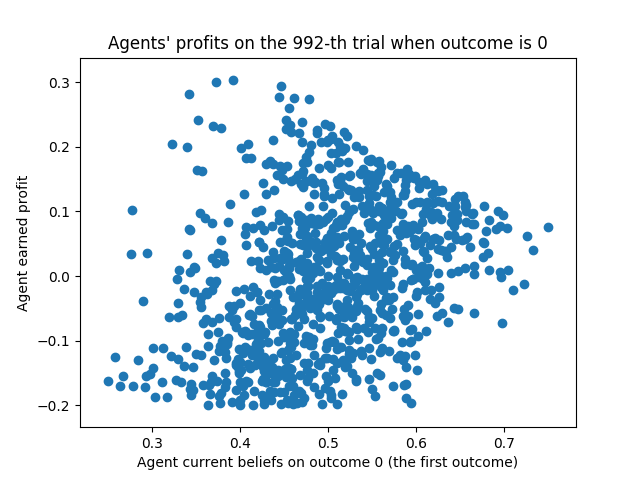 Agents' profits on the 992-th trial when outcome is 0
Agent earned profit
0.3
0.2
0.1
0.0
−0.1
−0.2
0.3 0.4 0.5 0.6 0.7
Agent current beliefs on outcome 0 (the first outcome)